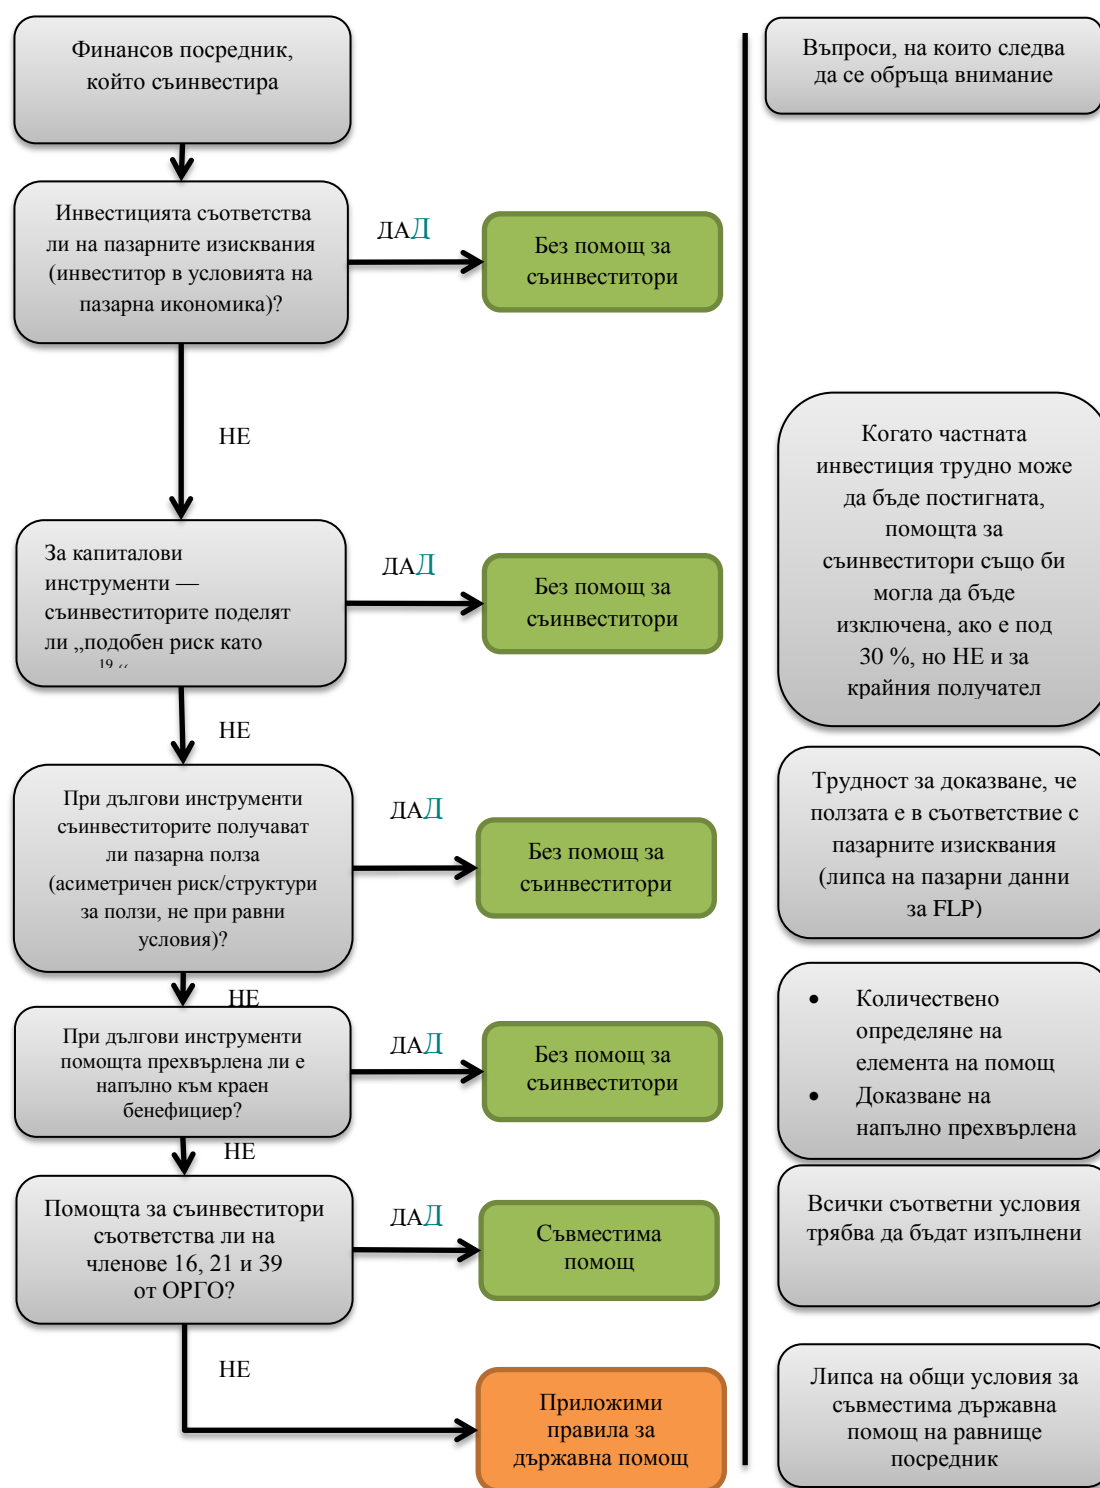 Финансов посредник,
който съинвестира
Въпроси, на които следва
да се обръща внимание
Инвестицията съответства
ли на пазарните изисквания
(инвеститор в условията на
пазарна икономика)?
ДАД
Без помощ за
съинвеститори
НЕ
Когато частната
инвестиция трудно може
да бъде постигната,
помощта за
съинвеститори също би
могла да бъде
изключена, ако е под
30 %, но НЕ и за
крайния получател
За капиталови
инструменти —
съинвеститорите поделят
ли „подобен риск като
19 “
ДАД
Без помощ за
съинвеститори
НЕ
При дългови инструменти
съинвеститорите получават
ли пазарна полза
(асиметричен риск/структури
за ползи, не при равни
условия)?
ДАД
Без помощ за
съинвеститори
Трудност за доказване, че
ползата е в съответствие с
пазарните изисквания
(липса на пазарни данни
за FLP)
НЕ
При дългови инструменти
помощта прехвърлена ли е
напълно към краен
бенефициер?
ДАД
Без помощ за
съинвеститори
• Количествено
определяне на
елемента на помощ
• Доказване на
напълно прехвърлена
НЕ
Помощта за съинвеститори
съответства ли на
членове 16, 21 и 39
от ОРГО?
ДАД
Съвместима
помощ
Всички съответни условия
трябва да бъдат изпълнени
НЕ
Приложими
правила за
държавна помощ
Липса на общи условия за
съвместима държавна
помощ на равнище
посредник